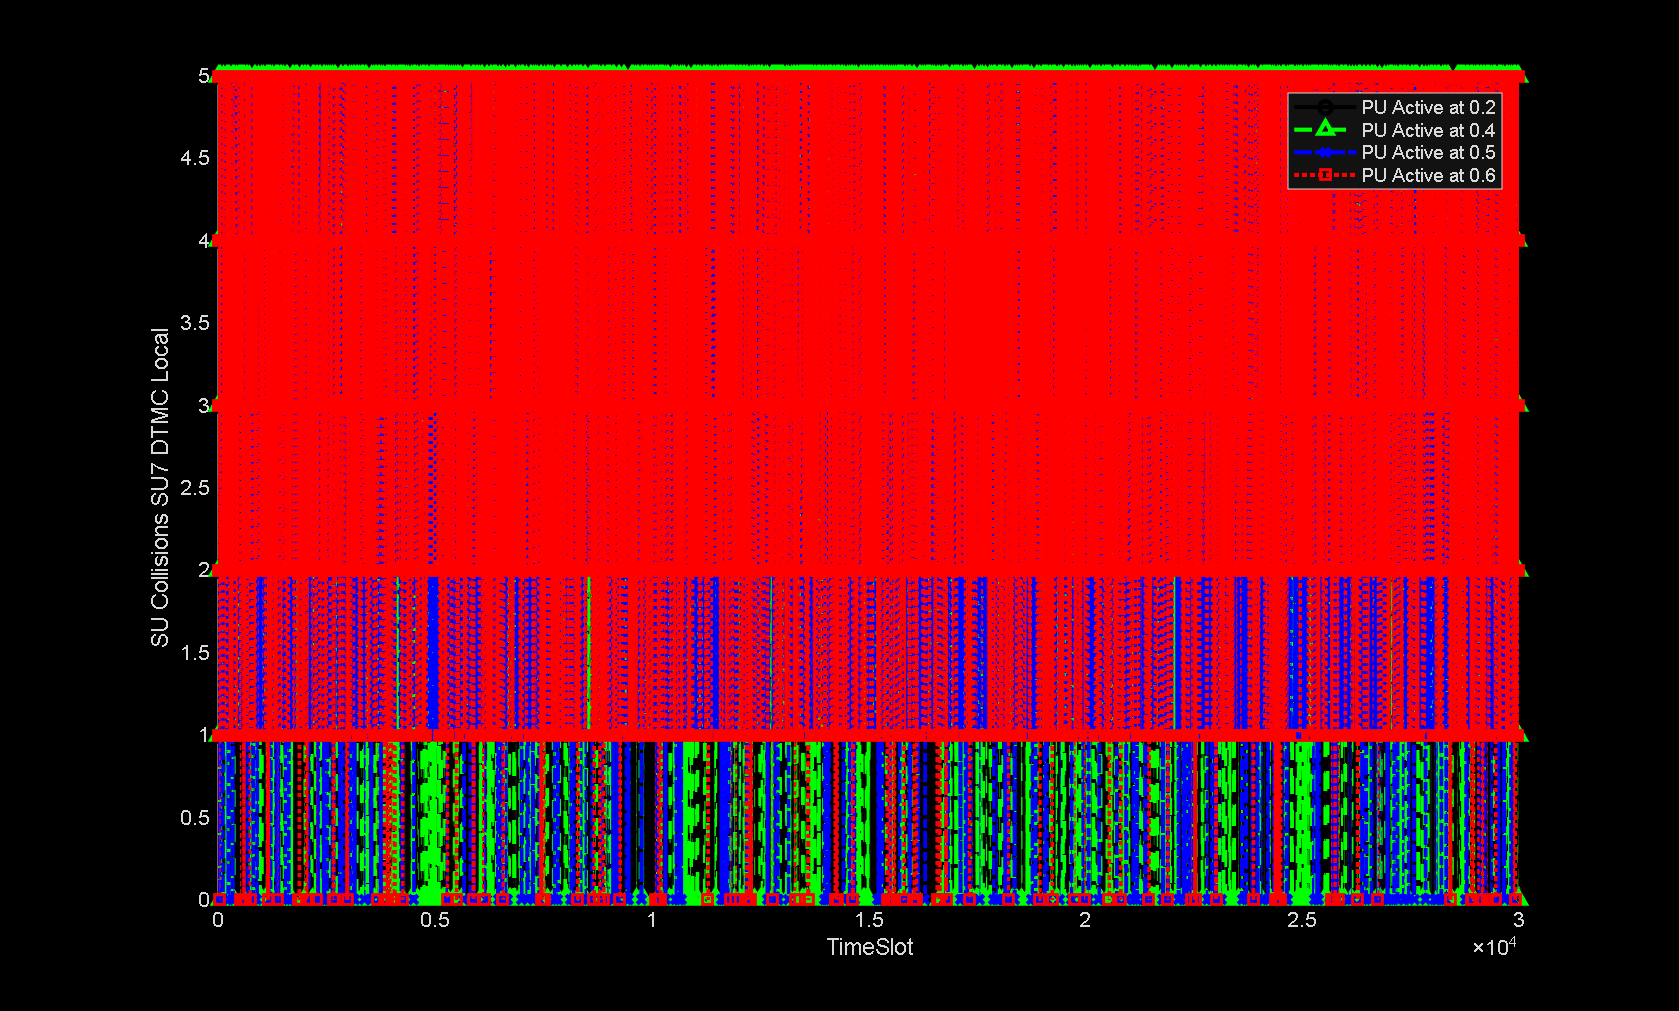 SU Collisions SU7 DTMC Local
5
4.5
4
3.5
3
2.5
2
1.5
1
0.5
0
PU Active at 0.2
PU Active at 0.4
PU Active at 0.5
PU Active at 0.6
0 0.5 1 1.5 2 2.5 3
TimeSlot
×10⁴